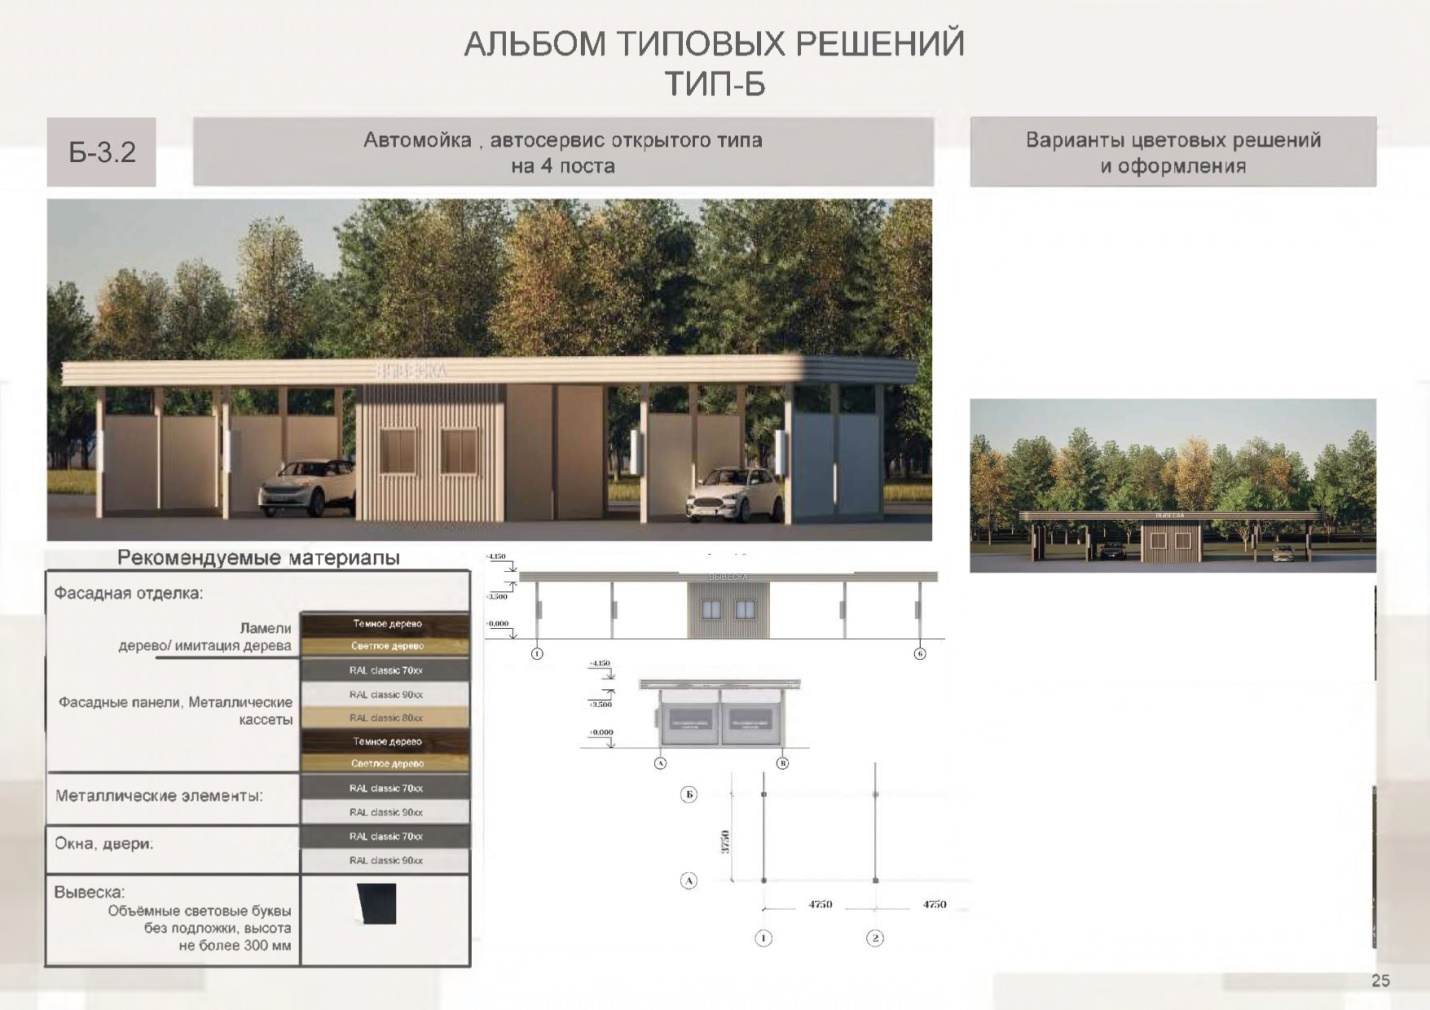 АЛЬБОМ ТИПОВЫХ РЕШЕНИЙ
ТИП-Б
Б-3.2
Автомойка , автосервис открытого типа
на 4 поста
Варианты цветовых решений
и оформления
ВЫВЕСКА
ВЫВЕСКА
Рекомендуемые материалы
Фасадная отделка:
Ламели
дерево/ имитация дерева
Темное дерево
Светлое дерево
Фасадные панели, Металлические
кассеты
RAL classic 70xx
RAL classic 90xx
RAL classic 80xx
Темное дерево
Светлое дерево
Металлические элементы:
RAL classic 70xx
RAL classic 90xx
Окна, двери.
RAL classic 70xx
RAL classic 90xx
Вывеска:
Объёмные световые буквы
без подложки, высота
не более 300 мм
+4,150
+3,500
0,000
ВЫВЕСКА
1
6
+4,150
+3,500
0,000
А
В
Б
3750
А
4750
4750
1
2
25